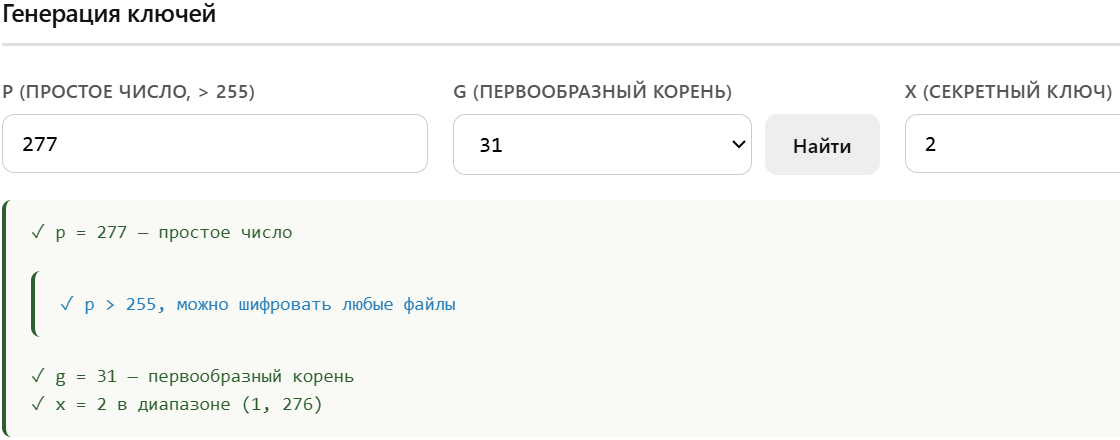 Генерация ключей
P (ПРОСТОЕ ЧИСЛО, > 255)
G (ПЕРВООБРАЗНЫЙ КОРЕНЬ)
X (СЕКРЕТНЫЙ КЛЮЧ)
277
31
Найти
2
✓ p = 277 — простое число
✓ p > 255, можно шифровать любые файлы
✓ g = 31 — первообразный корень
✓ x = 2 в диапазоне (1, 276)